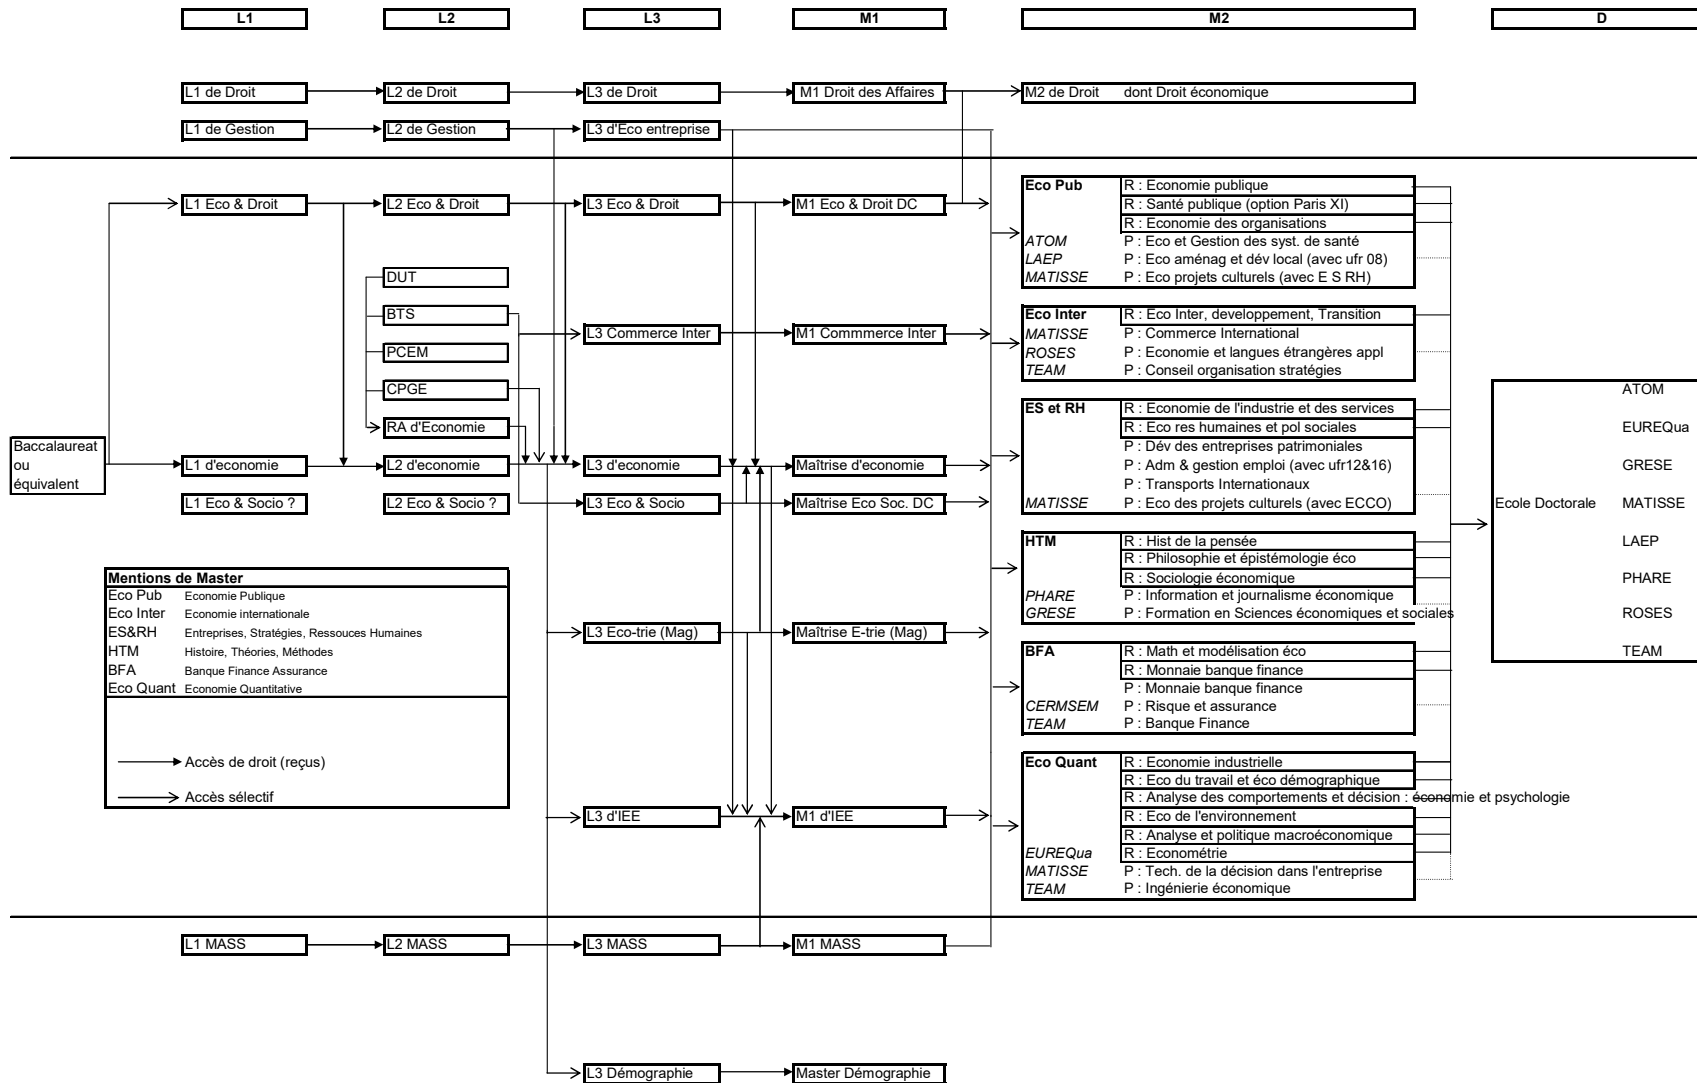 L1 L2 L3 M1 M2 D
L1 de Droit L2 de Droit L3 de Droit M1 Droit des Affaires M2 de Droit dont Droit économique
L1 de Gestion L2 de Gestion L3 d'Eco entreprise
Eco Pub R : Economie publique
L1 Eco & Droit L2 Eco & Droit L3 Eco & Droit M1 Eco & Droit DC R : Santé publique (option Paris XI)
R : Economie des organisations
ATOM P : Eco et Gestion des syst. de santé
LAEP P : Eco aménag et dév local (avec ufr 08)
DUT MATISSE P : Eco projets culturels (avec E S RH)
BTS Eco Inter R : Eco Inter, developpement, Transition
L3 Commerce Inter M1 Commmerce Inter MATISSE P : Commerce International
PCEM ROSES P : Economie et langues étrangères appl
TEAM P : Conseil organisation stratégies
CPGE ATOM
ES et RH R : Economie de l'industrie et des services
RA d'Economie R : Eco res humaines et pol sociales EUREQua
Baccalaureat P : Dév des entreprises patrimoniales
ou L1 d'economie L2 d'economie L3 d'economie Maîtrise d'economie P : Adm & gestion emploi (avec ufr12&16) GRESE
équivalent P : Transports Internationaux
L1 Eco & Socio ? L2 Eco & Socio ? L3 Eco & Socio Maîtrise Eco Soc. DC MATISSE P : Eco des projets culturels (avec ECCO) Ecole Doctorale MATISSE
HTM R : Hist de la pensée LAEP
R : Philosophie et épistémologie éco
Mentions de Master R : Sociologie économique PHARE
Eco Pub Economie Publique PHARE P : Information et journalisme économique
Eco Inter Economie internationale GRESE P : Formation en Sciences économiques et sociales ROSES
ES&RH Entreprises, Stratégies, Ressouces Humaines L3 Eco-trie (Mag) Maîtrise E-trie (Mag)
HTM Histoire, Théories, Méthodes BFA R : Math et modélisation éco TEAM
BFA Banque Finance Assurance R : Monnaie banque finance
Eco Quant Economie Quantitative P : Monnaie banque finance
CERMSEM P : Risque et assurance
TEAM P : Banque Finance
Accès de droit (reçus) Eco Quant R : Economie industrielle
R : Eco du travail et éco démographique
Accès sélectif R : Analyse des comportements et décision : économie et psychologie
L3 d'IEE M1 d'IEE R : Eco de l'environnement
R : Analyse et politique macroéconomique
EUREQua R : Econométrie
MATISSE P : Tech. de la décision dans l'entreprise
TEAM P : Ingénierie économique
L1 MASS L2 MASS L3 MASS M1 MASS
L3 Démographie Master Démographie